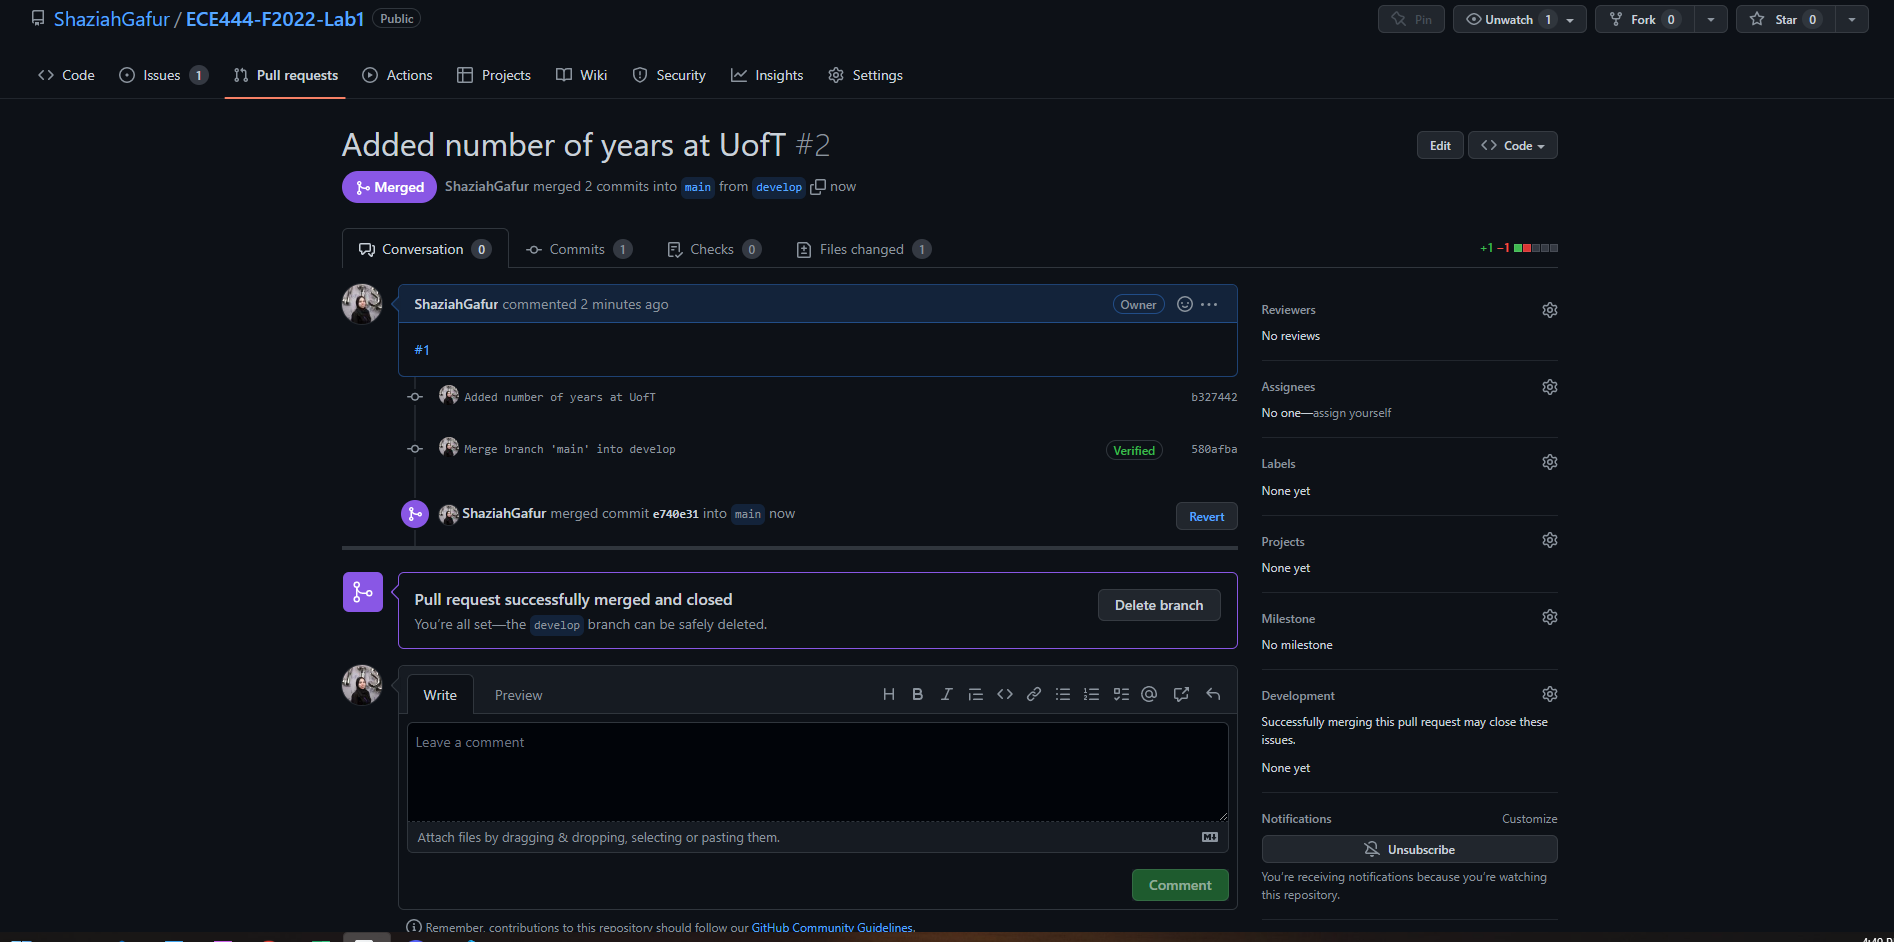 ShaziahGafur / ECE444-F2022-Lab1 Public
Pin
Unwatch 1
Fork 0
Star 0
Code
Issues 1
Pull requests
Actions
Projects
Wiki
Security
Insights
Settings
Added number of years at UofT #2
Edit
Code
Merged
ShaziahGafur merged 2 commits into main from develop now
Conversation 0
Commits 1
Checks 0
Files changed 1
+1 −1
ShaziahGafur commented 2 minutes ago
Owner
#1
Added number of years at UofT
b327442
Merge branch 'main' into develop
Verified
580afba
ShaziahGafur merged commit e740e31 into main now
Revert
Pull request successfully merged and closed
You're all set—the develop branch can be safely deleted.
Delete branch
Write
Preview
Leave a comment
Attach files by dragging & dropping, selecting or pasting them.
Comment
Remember, contributions to this repository should follow our GitHub Community Guidelines.
Reviewers
No reviews
Assignees
No one—assign yourself
Labels
None yet
Projects
None yet
Milestone
No milestone
Development
Successfully merging this pull request may close these
issues.
None yet
Notifications
Customize
Unsubscribe
You're receiving notifications because you're watching
this repository.